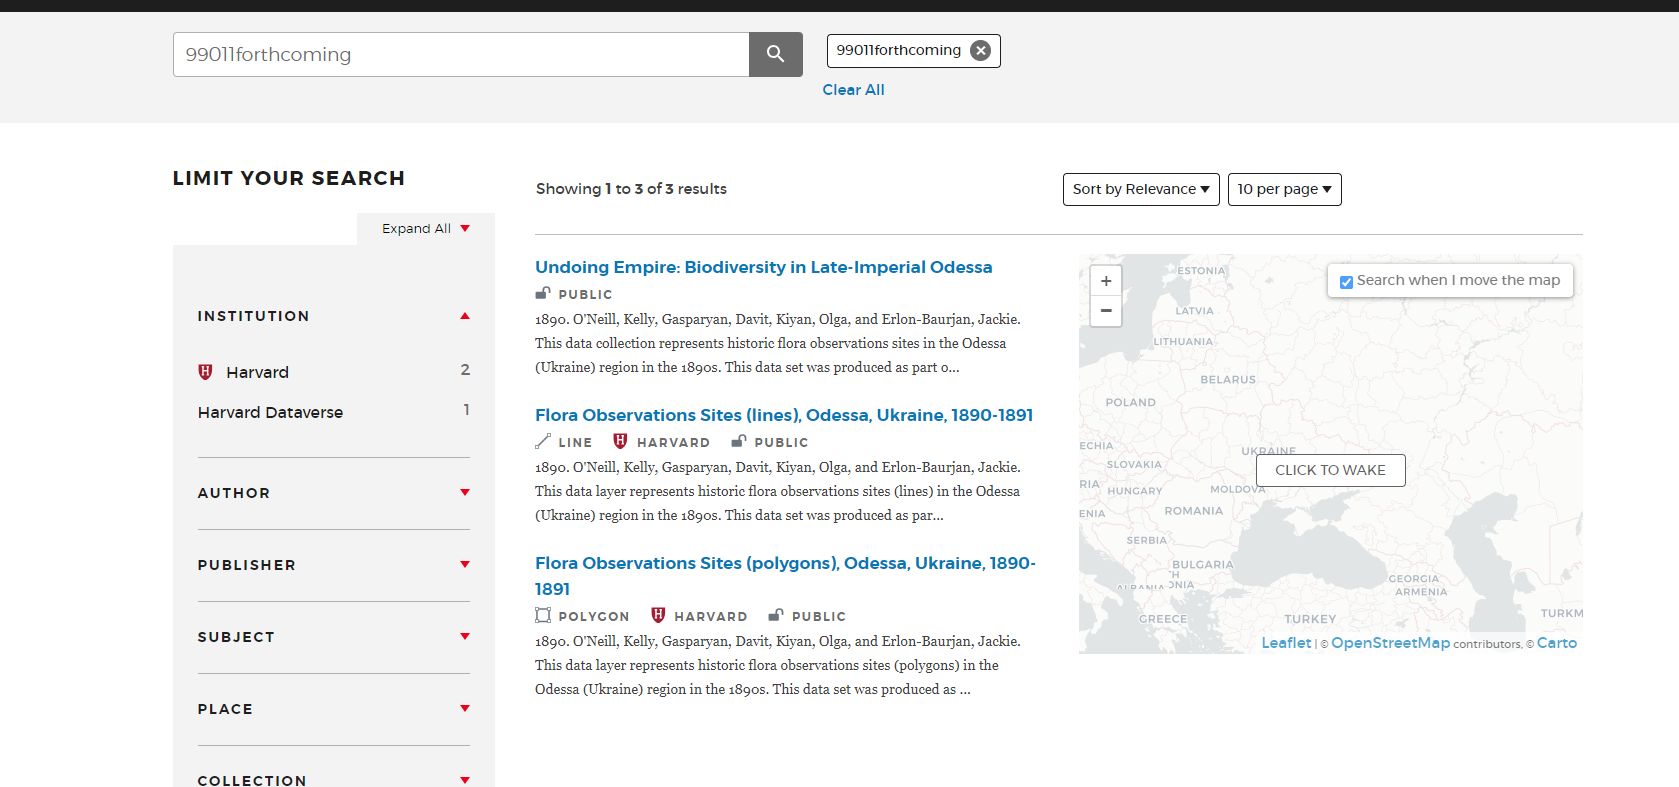 99011forthcoming
99011forthcoming
Clear All
LIMIT YOUR SEARCH
Expand All
INSTITUTION
Harvard 2
Harvard Dataverse 1
AUTHOR
PUBLISHER
SUBJECT
PLACE
COLLECTION
Showing 1 to 3 of 3 results
Sort by Relevance
10 per page
Undoing Empire: Biodiversity in Late-Imperial Odessa
PUBLIC
1890. O'Neill, Kelly, Gasparyan, Davit, Kiyan, Olga, and Erlon-Baurjan, Jackie.
This data collection represents historic flora observations sites in the Odessa
(Ukraine) region in the 1890s. This data set was produced as part o...
Flora Observations Sites (lines), Odessa, Ukraine, 1890-1891
LINE HARVARD PUBLIC
1890. O'Neill, Kelly, Gasparyan, Davit, Kiyan, Olga, and Erlon-Baurjan, Jackie.
This data layer represents historic flora observations sites (lines) in the Odessa
(Ukraine) region in the 1890s. This data set was produced as par...
Flora Observations Sites (polygons), Odessa, Ukraine, 1890-
1891
POLYGON HARVARD PUBLIC
1890. O'Neill, Kelly, Gasparyan, Davit, Kiyan, Olga, and Erlon-Baurjan, Jackie.
This data layer represents historic flora observations sites (polygons) in the
Odessa (Ukraine) region in the 1890s. This data set was produced as ...
+
−
Search when I move the map
ESTONIA
LATVIA
LITHUANIA
BELARUS
POLAND
ECHIA
UKRAINE
SLOVAKIA
CLICK TO WAKE
RIA HUNGARY MOLDOVA
ENIA ROMANIA
SERBIA
BULGARIA
TH
ALBANIA ONIA
GEORGIA
ARMENIA
GREECE TURKEY TURKM
Leaflet | © OpenStreetMap contributors, © Carto